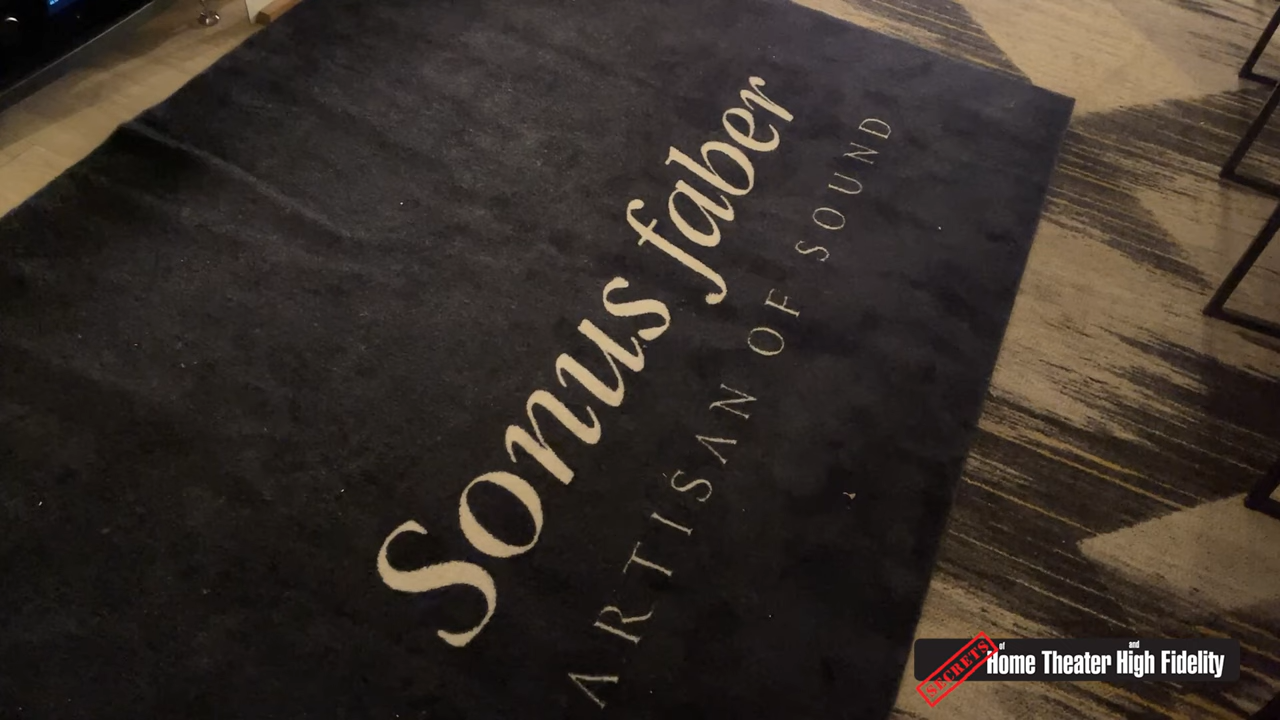 Sonus faber
ARTISAN OF SOUND
SECRETS of Home Theater and High Fidelity